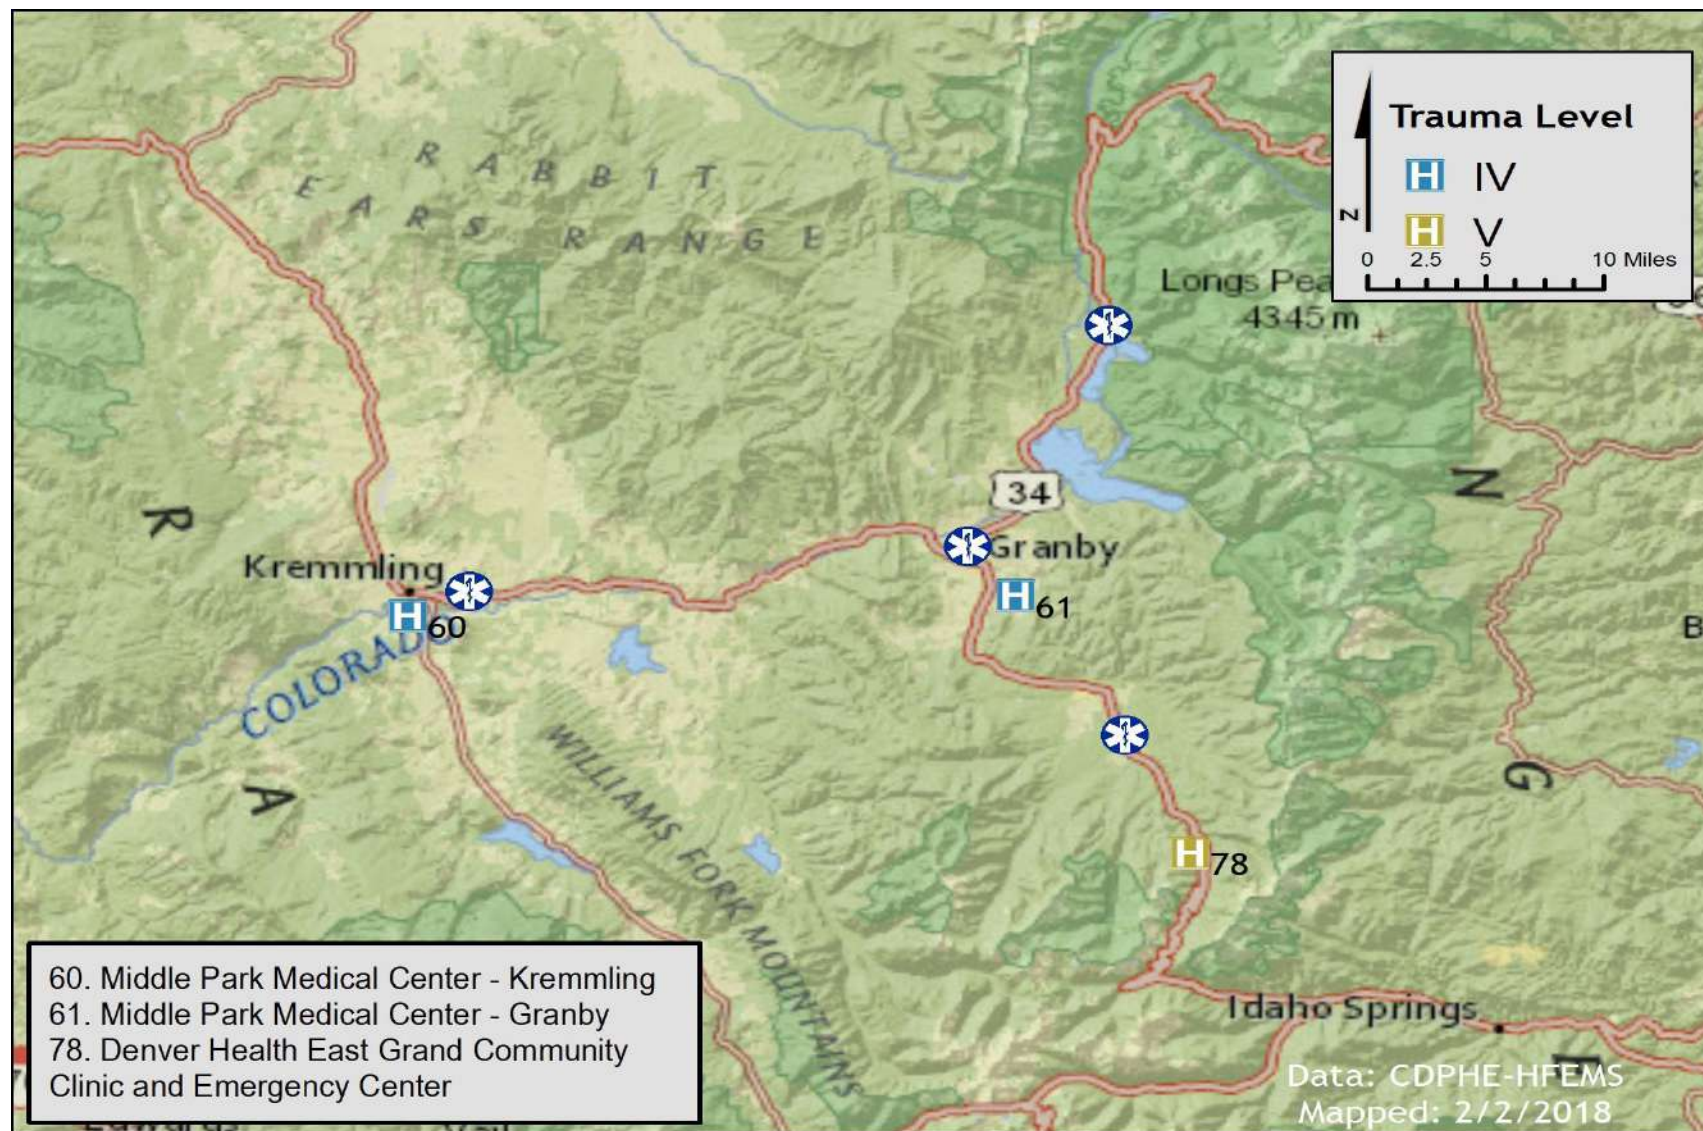 RABBIT
EARS RANGE
Trauma Level
H IV
H V
N
0 2.5 5 10 Miles
Longs Pea
4345 m
N
34
R
Granby
Kremmling
H 61
H 60
COLORADO
A
WILLIAMS FORK MOUNTAINS
G
H 78
60. Middle Park Medical Center - Kremmling
61. Middle Park Medical Center - Granby
78. Denver Health East Grand Community
Clinic and Emergency Center
Idaho Springs
E
Data: CDPHE-HFEMS
Mapped: 2/2/2018
B